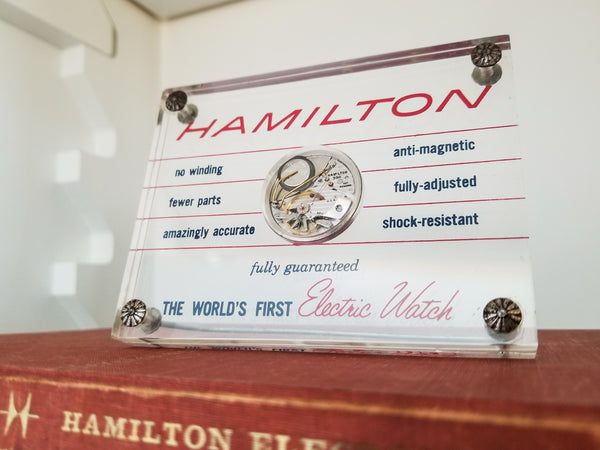 HAMILTON
no winding
fewer parts
amazingly accurate
anti-magnetic
fully-adjusted
shock-resistant
HAMILTON
fully guaranteed
THE WORLD'S FIRST Electric Watch
HAMILTON